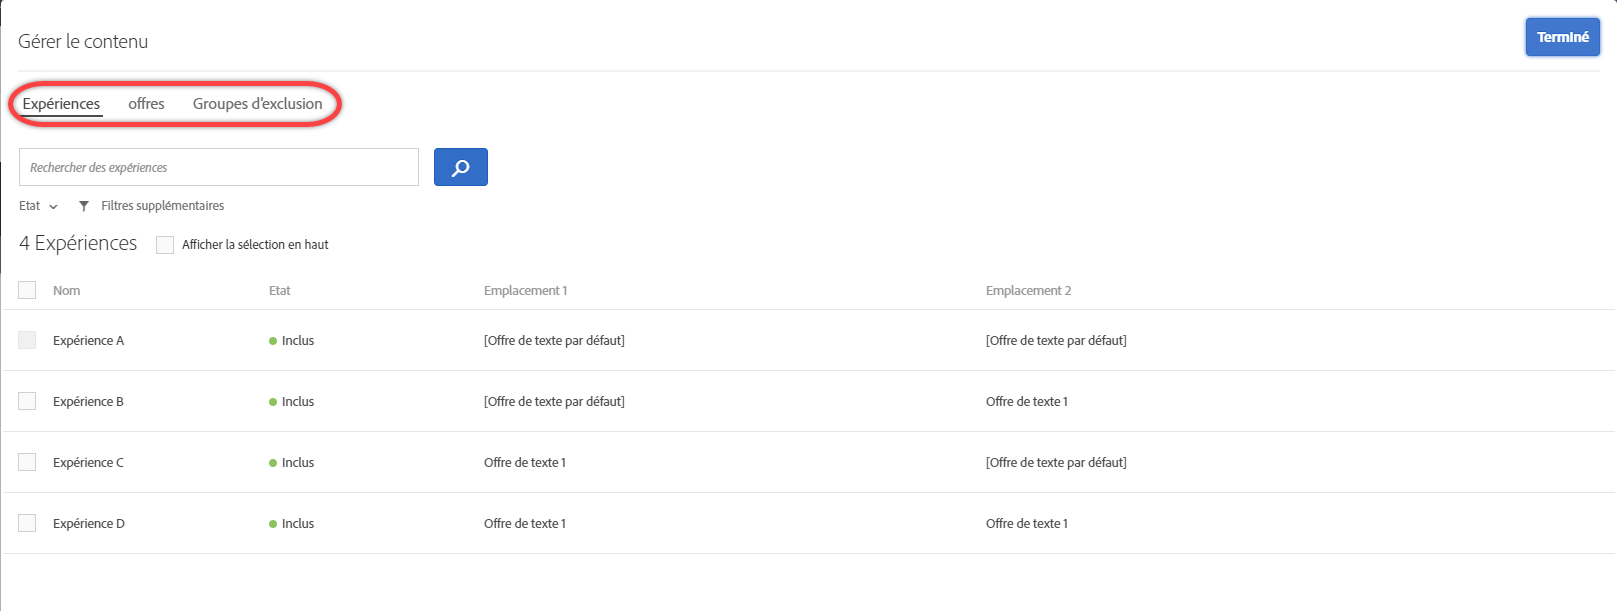 Gérer le contenu
Terminé
Expériences offres Groupes d'exclusion
Rechercher des expériences
Etat Filtres supplémentaires
4 Expériences Afficher la sélection en haut
Nom Etat Emplacement 1 Emplacement 2
Expérience A Inclus [Offre de texte par défaut] [Offre de texte par défaut]
Expérience B Inclus [Offre de texte par défaut] Offre de texte 1
Expérience C Inclus Offre de texte 1 [Offre de texte par défaut]
Expérience D Inclus Offre de texte 1 Offre de texte 1